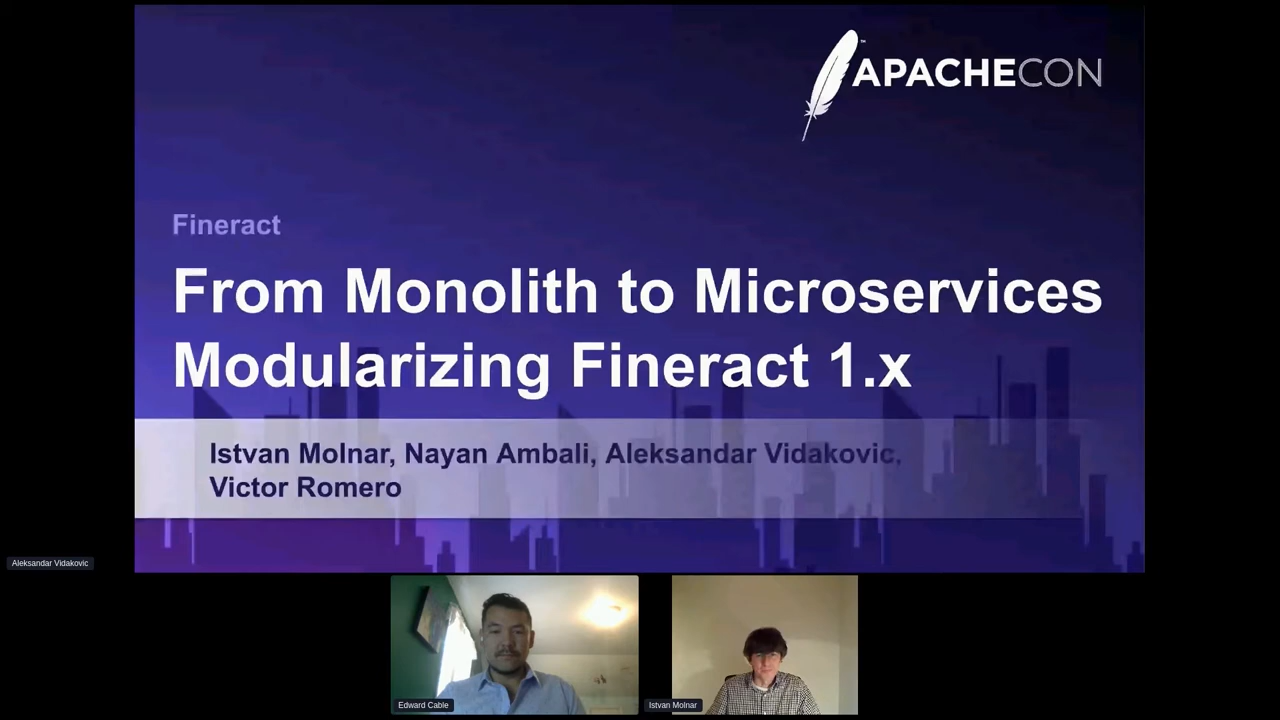 APACHECON
Fineract
From Monolith to Microservices
Modularizing Fineract 1.x
Istvan Molnar, Nayan Ambali, Aleksandar Vidakovic,
Victor Romero
Aleksandar Vidakovic
Edward Cable
Istvan Molnar